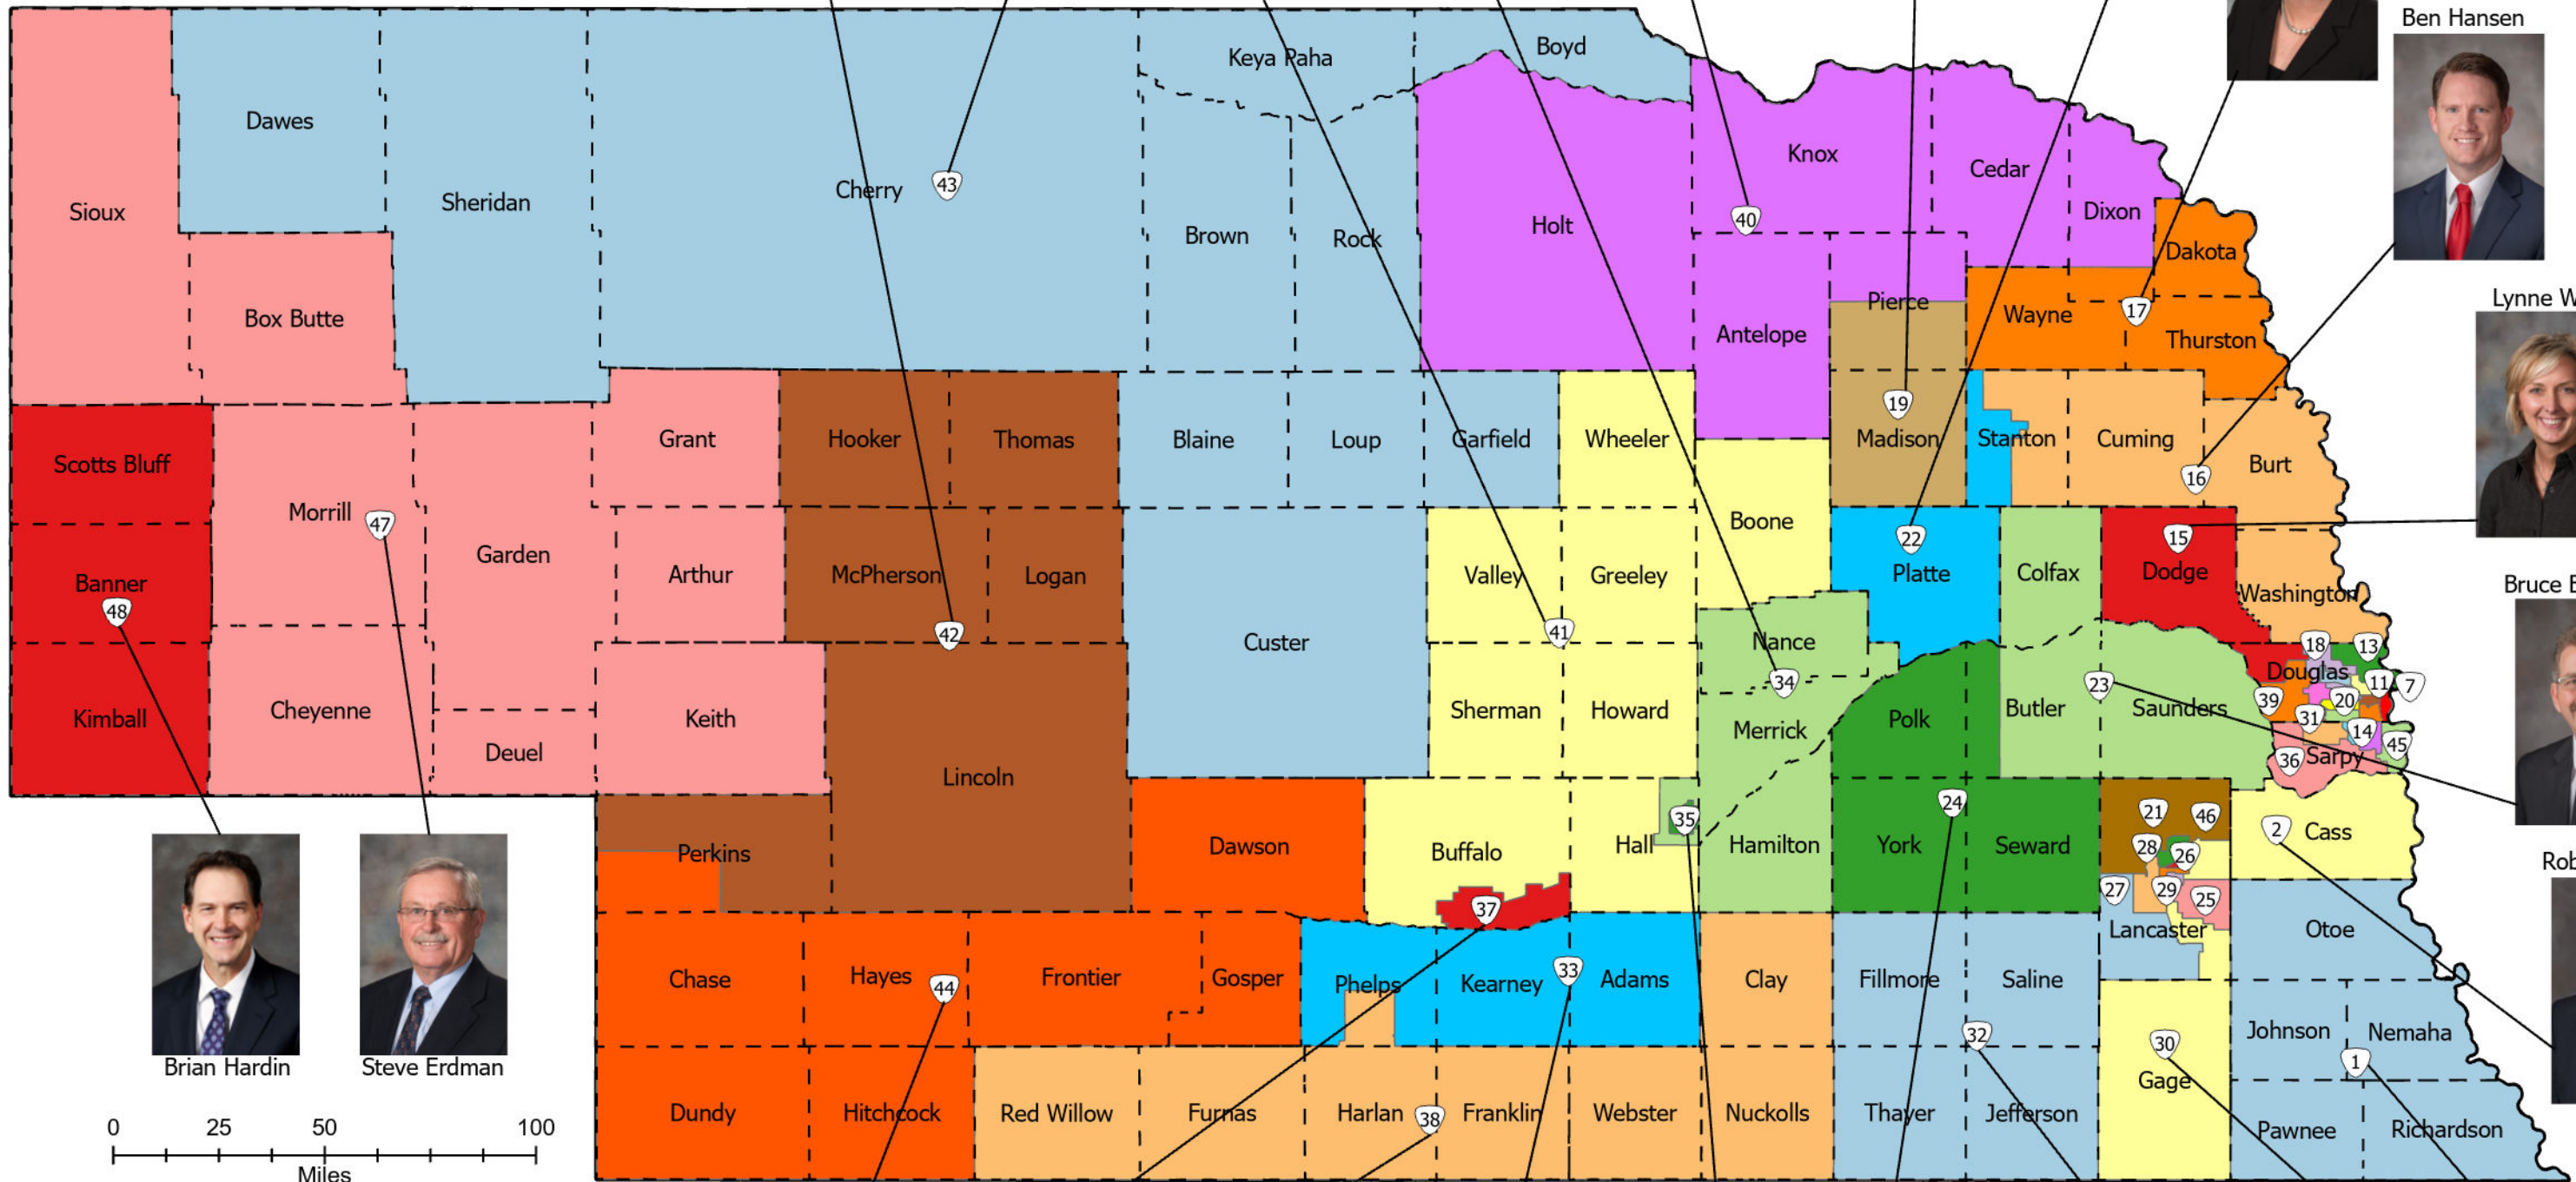 Ben Hansen
Boyd
Keya Paha
Dawes
Knox
Cedar
Cherry
43
Sheridan
Sioux
Dixon
40
Holt
Brown
Rock
Dakota
Lynne W
Pierce
17
Wayne
Box Butte
Antelope
Thurston
19
Grant
Hooker
Thomas
Blaine
Loup
Garfield
Wheeler
Madison
Stanton
Cuming
Scotts Bluff
Burt
16
Morrill
47
Boone
22
15
Garden
Arthur
McPherson
Logan
Valley
Greeley
Platte
Colfax
Dodge
Banner
Bruce
48
Washington
42
41
Custer
Nance
18
13
Douglas
34
23
11
7
39
20
Kimball
Cheyenne
Keith
Sherman
Howard
Polk
Butler
Saunders
31
Merrick
14
45
Deuel
36
Sarpy
Lincoln
24
21
46
35
2
Cass
Perkins
Dawson
Buffalo
Hall
Hamilton
York
Seward
28
26
Rob
27
29
25
37
Lancaster
Otoe
Chase
Hayes
44
Frontier
Gosper
Phelps
Kearney
33
Adams
Clay
Fillmore
Saline
32
30
Johnson
Nemaha
1
Brian Hardin
Steve Erdman
Gage
Dundy
Hitchcock
Red Willow
Furnas
Harlan
38
Franklin
Webster
Nuckolls
Thayer
Jefferson
Pawnee
Richardson
0 25 50 100
Miles